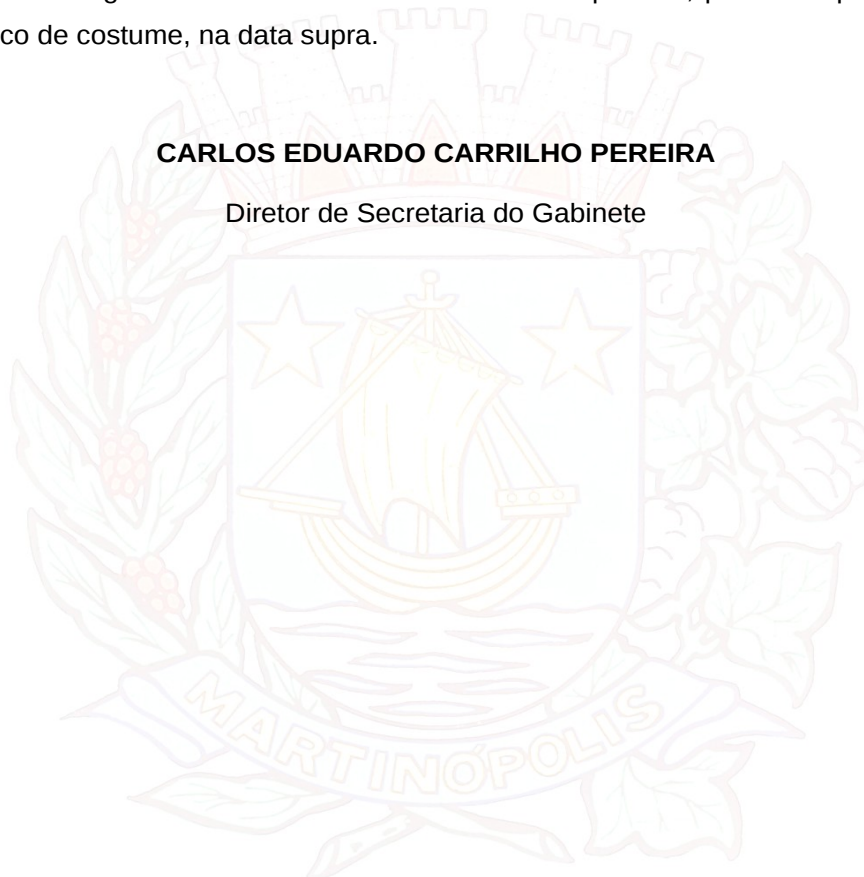 co de costume, na data supra.
CARLOS EDUARDO CARRILHO PEREIRA
Diretor de Secretaria do Gabinete
MARTINÓPOLIS